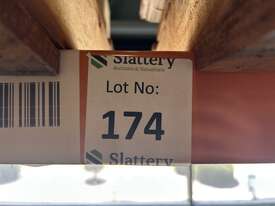 Slattery
Auctions & Valuations
Lot No:
174
Slattery